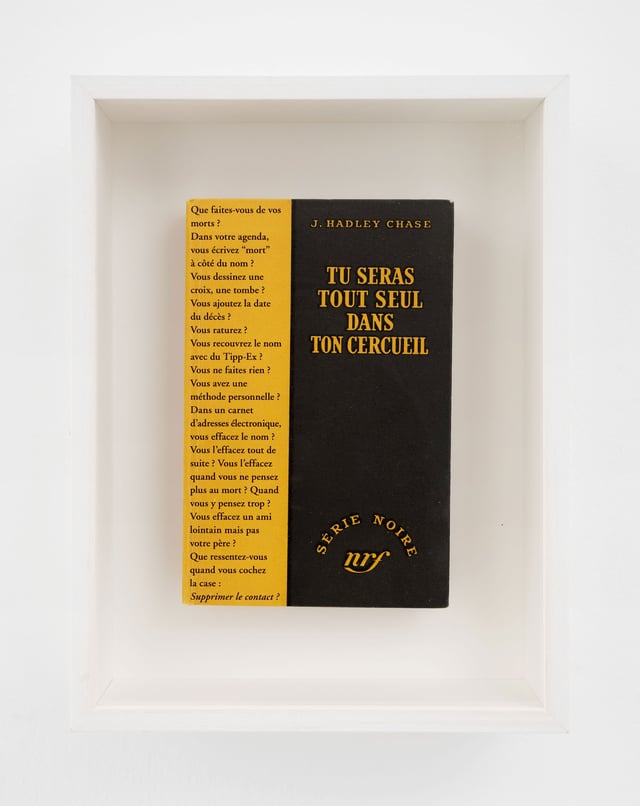 Que faites-vous de vos
morts ?
Dans votre agenda,
vous écrivez “mort”
à côté du nom ?
Vous dessinez une
croix, une tombe ?
Vous ajoutez la date
du décès ?
Vous raturez ?
Vous recouvrez le nom
avec du Tipp-Ex ?
Vous ne faites rien ?
Vous avez une
méthode personnelle ?
Dans un carnet
d’adresses électronique,
vous effacez le nom ?
Vous l’effacez tout de
suite ? Vous l’effacez
quand vous ne pensez
plus au mort ? Quand
vous y pensez trop ?
Vous effacez un ami
lointain mais pas
votre père ?
Que ressentez-vous
quand vous cochez
la case :
Supprimer le contact ?
J. HADLEY CHASE
TU SERAS
TOUT SEUL
DANS
TON CERCUEIL
SÉRIE NOIRE
nrf